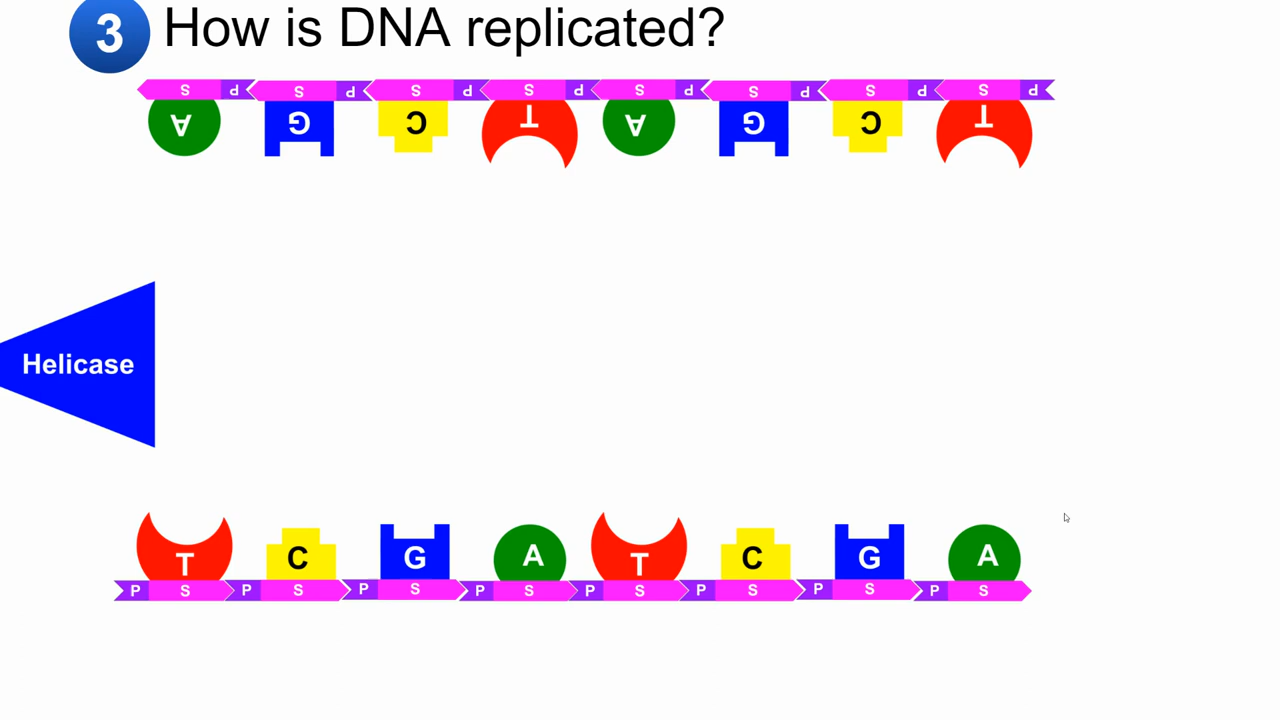 3 How is DNA replicated?
S P S P S P S P S P S P S P S P
A G C T A G C T
Helicase
T C G A T C G A
P S P S P S P S P S P S P S P S